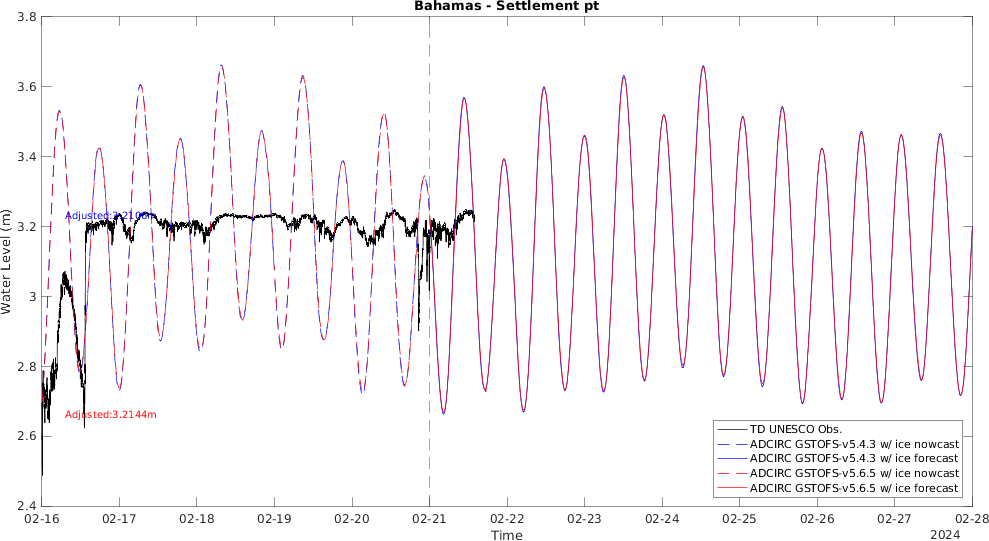 Bahamas - Settlement pt
3.8
3.6
3.4
3.2
3
2.8
2.6
2.4
Water Level (m)
Adjusted:3.2106m
Adjusted:3.2144m
TD UNESCO Obs.
ADCIRC GSTOFS-v5.4.3 w/ ice nowcast
ADCIRC GSTOFS-v5.4.3 w/ ice forecast
ADCIRC GSTOFS-v5.6.5 w/ ice nowcast
ADCIRC GSTOFS-v5.6.5 w/ ice forecast
02-16 02-17 02-18 02-19 02-20 02-21 02-22 02-23 02-24 02-25 02-26 02-27 02-28
Time
2024